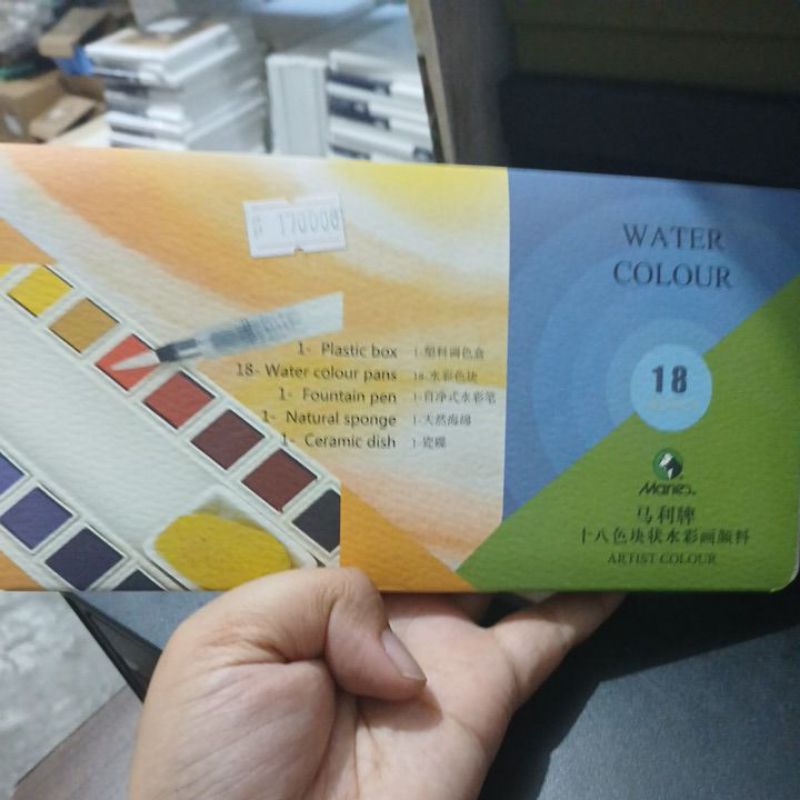 170000
WATER
COLOUR
1- Plastic box 1-塑料调色盒
18- Water colour pans 18-水彩色块
1- Fountain pen 1-自净式水彩笔
1- Natural sponge 1-天然海绵
1- Ceramic dish 1-瓷碟
18
Marie's
马利牌
十八色块状水彩画颜料
ARTIST COLOUR